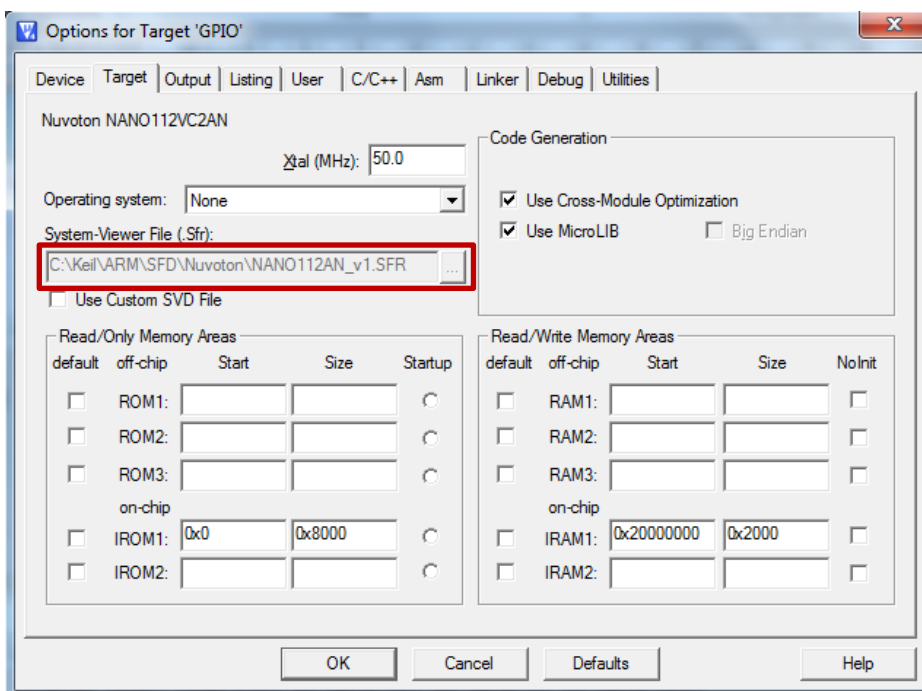 Options for Target 'GPIO'
Device Target Output Listing User C/C++ Asm Linker Debug Utilities
Nuvoton NANO112VC2AN
Xtal (MHz): 50.0
Operating system: None
System-Viewer File (.Sfr):
C:\Keil\ARM\SFD\Nuvoton\NANO112AN_v1.SFR ...
Use Custom SVD File
Code Generation
Use Cross-Module Optimization
Use MicroLIB Big Endian
Read/Only Memory Areas
default off-chip Start Size Startup
ROM1:
ROM2:
ROM3:
on-chip
IROM1: 0x0 0x8000
IROM2:
Read/Write Memory Areas
default off-chip Start Size NoInit
RAM1:
RAM2:
RAM3:
on-chip
IRAM1: 0x20000000 0x2000
IRAM2:
OK Cancel Defaults Help